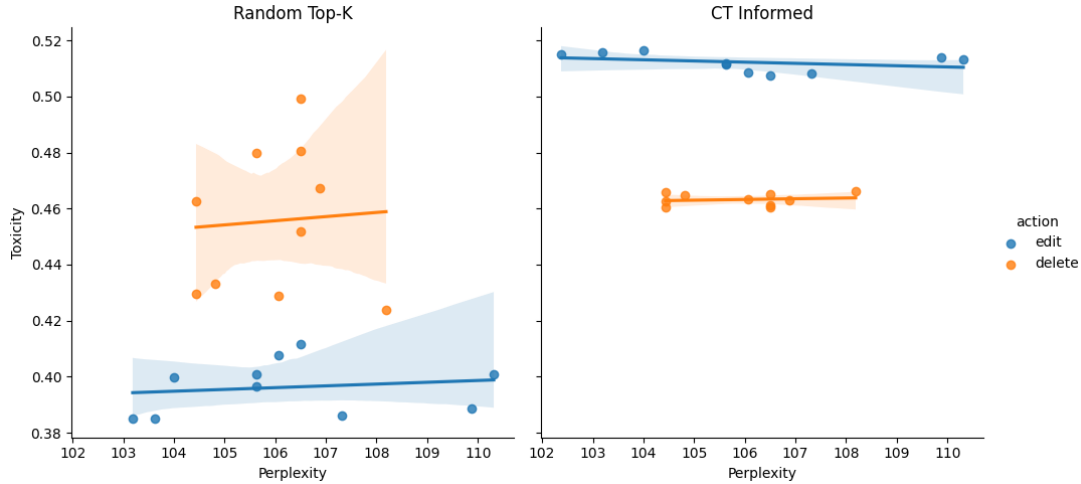 Random Top-K
CT Informed
0.52
0.50
0.48
0.46
0.44
0.42
0.40
0.38
Toxicity
102 103 104 105 106 107 108 109 110
Perplexity
102 103 104 105 106 107 108 109 110
Perplexity
action
edit
delete